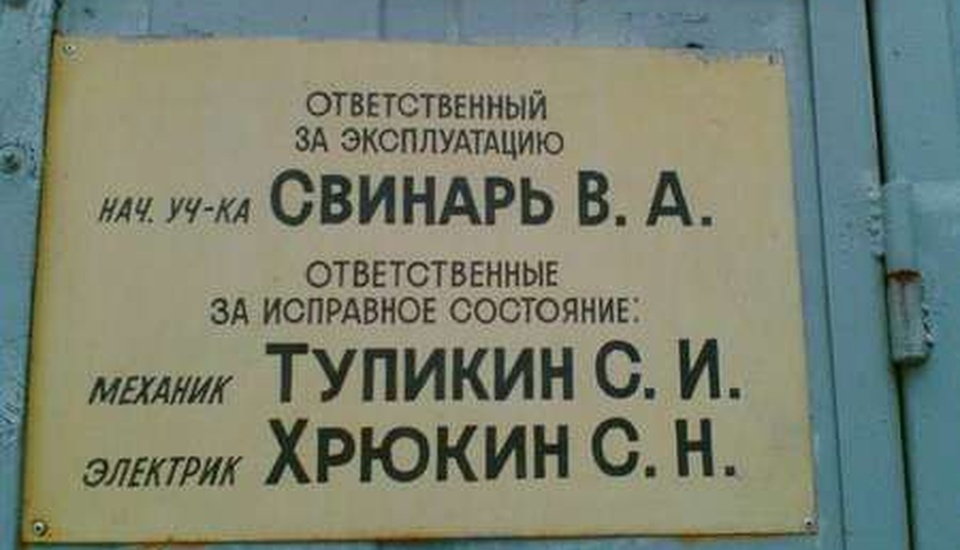 ОТВЕТСТВЕННЫЙ
ЗА ЭКСПЛУАТАЦИЮ
НАЧ. УЧ-КА СВИНАРЬ В. А.
ОТВЕТСТВЕННЫЕ
ЗА ИСПРАВНОЕ СОСТОЯНИЕ:
МЕХАНИК ТУПИКИН С. И.
ЭЛЕКТРИК ХРЮКИН С. Н.